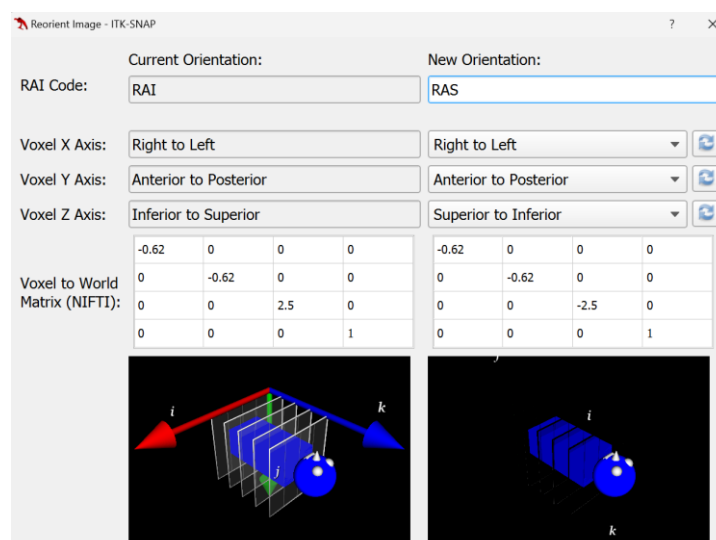 Reorient Image - ITK-SNAP ? ×
Current Orientation: New Orientation:
RAI Code: RAI RAS
Voxel X Axis: Right to Left Right to Left
Voxel Y Axis: Anterior to Posterior Anterior to Posterior
Voxel Z Axis: Inferior to Superior Superior to Inferior
Voxel to World Matrix (NIFTI):
-0.62 0 0 0 -0.62 0 0 0
0 -0.62 0 0 0 -0.62 0 0
0 0 2.5 0 0 0 -2.5 0
0 0 0 1 0 0 0 1
i k j
j i k